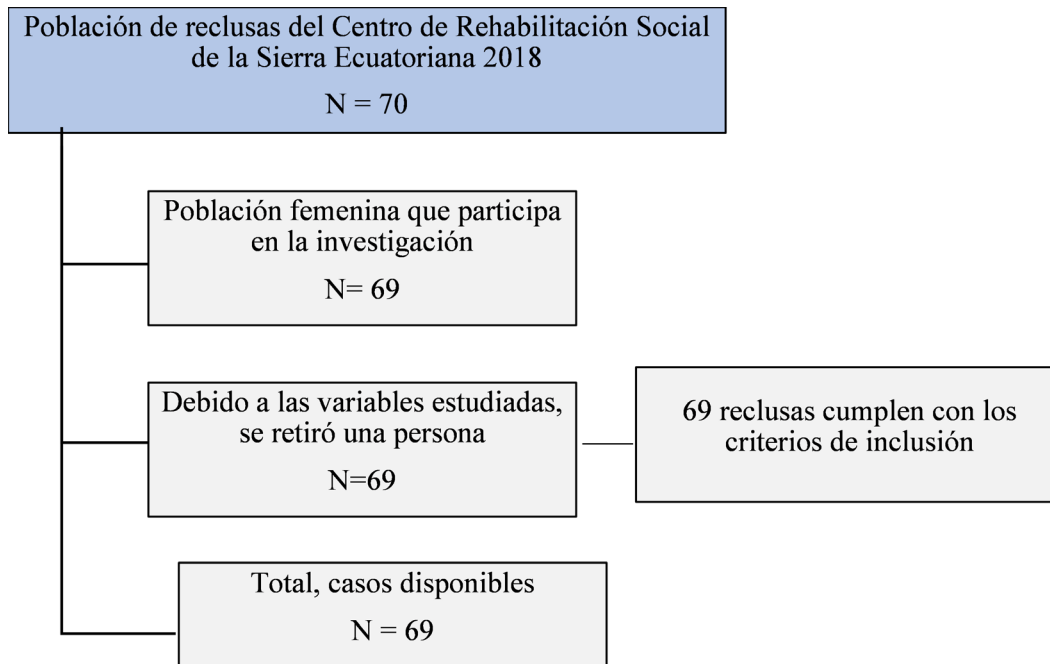 Población de reclusas del Centro de Rehabilitación Social
de la Sierra Ecuatoriana 2018
N = 70
Población femenina que participa
en la investigación
N= 69
Debido a las variables estudiadas,
se retiró una persona
N=69
69 reclusas cumplen con los
criterios de inclusión
Total, casos disponibles
N = 69